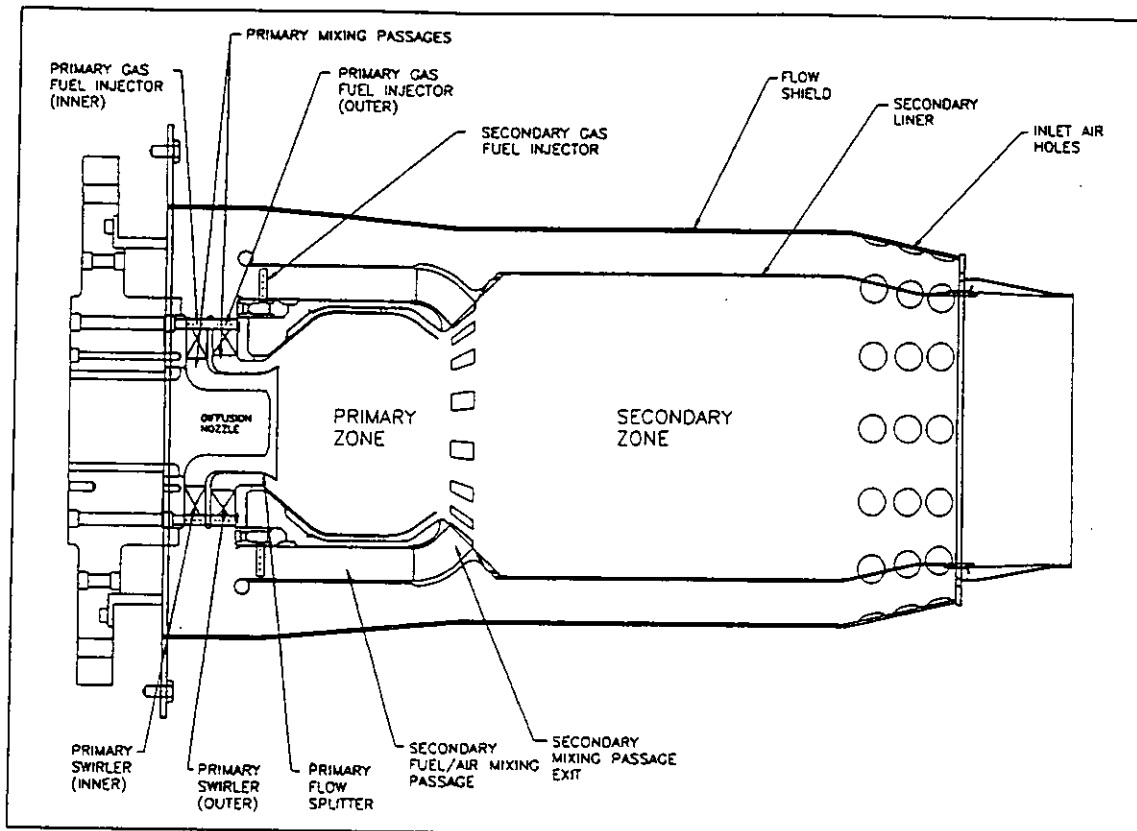 PRIMARY MIXING PASSAGES
PRIMARY GAS
FUEL INJECTOR
(INNER)
PRIMARY GAS
FUEL INJECTOR
(OUTER)
SECONDARY GAS
FUEL INJECTOR
FLOW
SHIELD
SECONDARY
LINER
INLET AIR
HOLES
DIFFUSION
NOZZLE
PRIMARY
ZONE
SECONDARY
ZONE
PRIMARY
SWIRLER
(INNER)
PRIMARY
SWIRLER
(OUTER)
PRIMARY
FLOW
SPLITTER
SECONDARY
FUEL/AIR MIXING
PASSAGE
SECONDARY
MIXING PASSAGE
EXIT